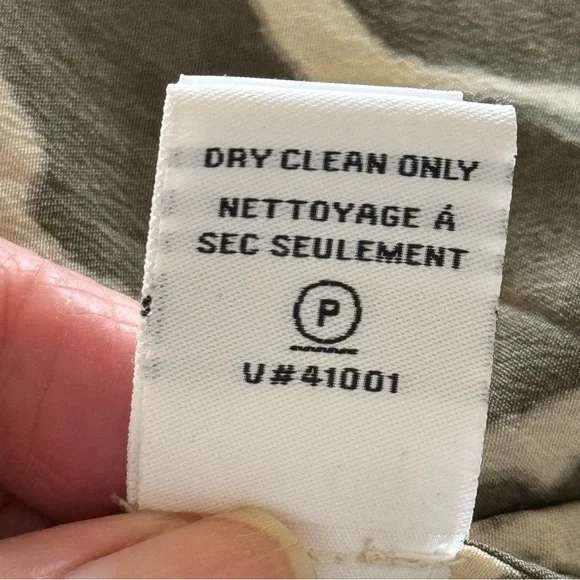 DRY CLEAN ONLY
NETTOYAGE Á
SEC SEULEMENT
P
V#41001